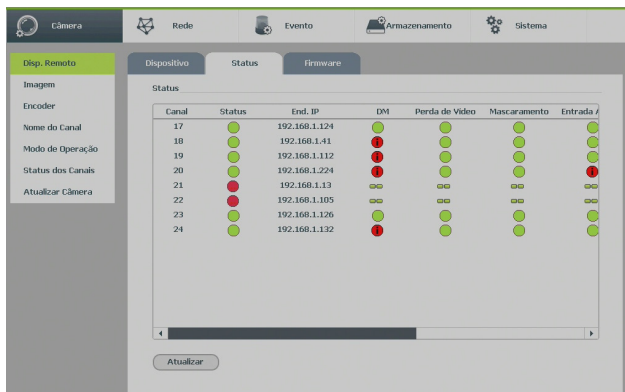 Câmera Rede Evento Armazenamento Sistema
Disp. Remoto
Imagem
Encoder
Nome do Canal
Modo de Operação
Status dos Canais
Atualizar Câmera
Dispositivo Status Firmware
Status
Canal Status End. IP DM Perda de Vídeo Mascaramento Entrada A
17 192.168.1.124
18 192.168.1.41
19 192.168.1.112
20 192.168.1.224
21 192.168.1.13
22 192.168.1.105
23 192.168.1.126
24 192.168.1.132
Atualizar